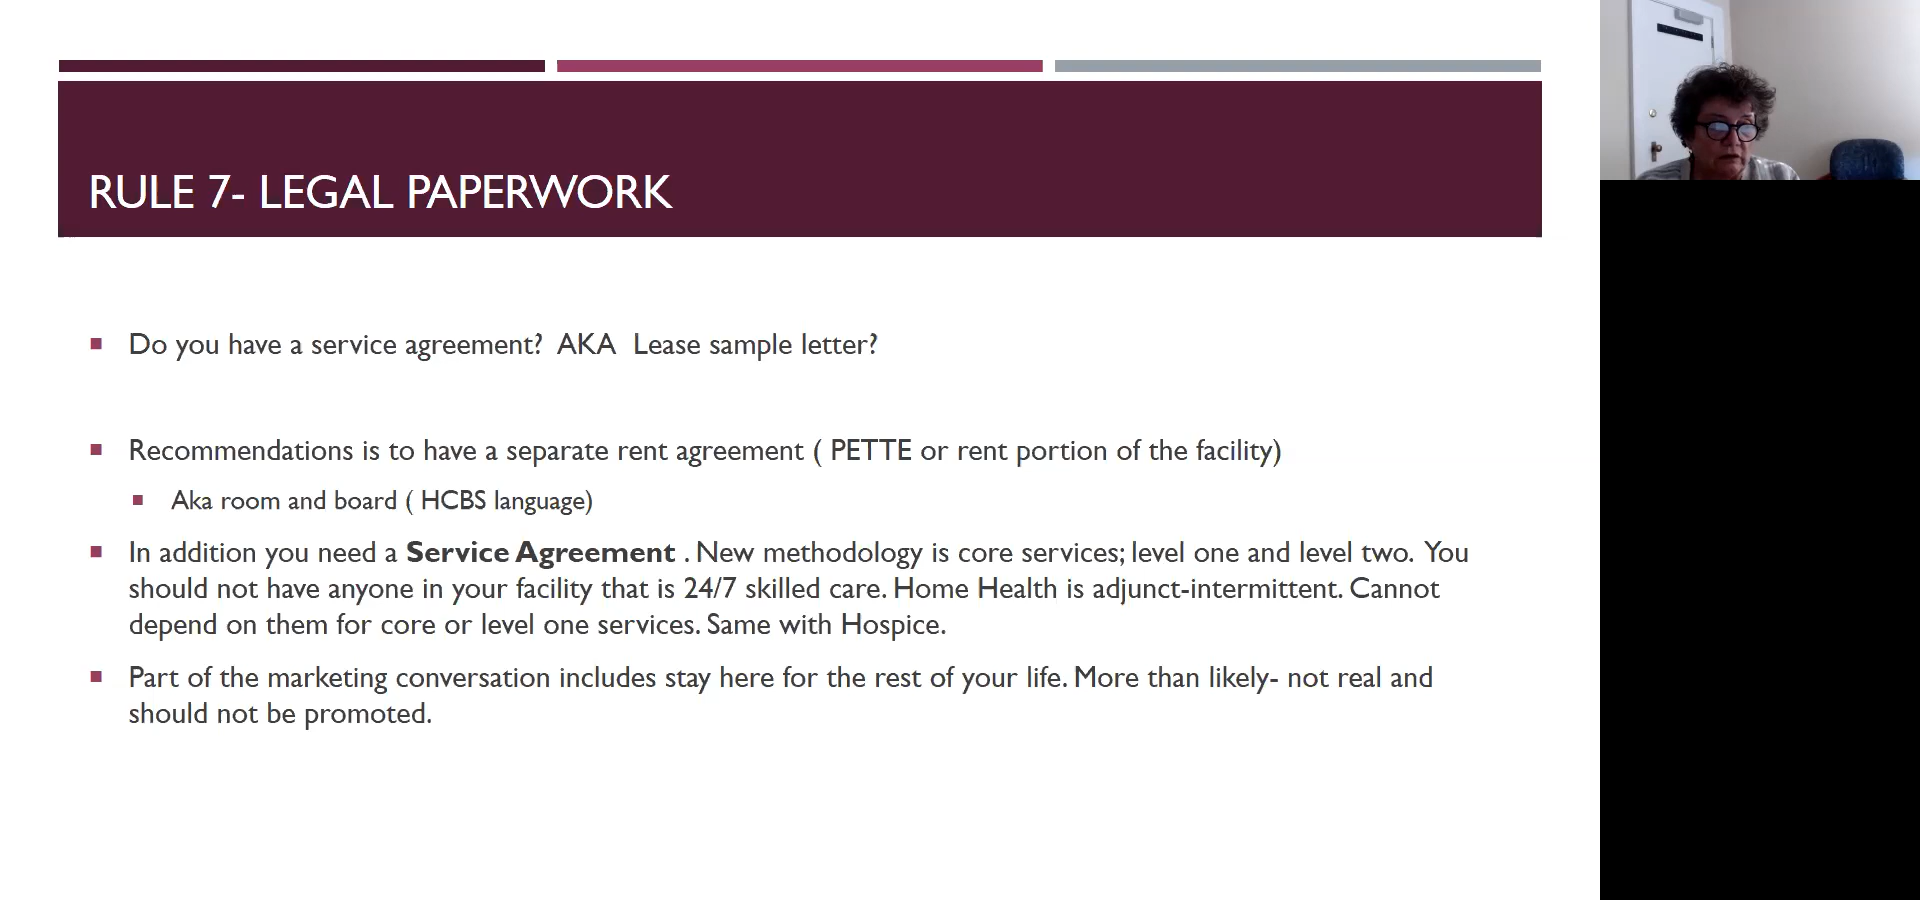 RULE 7- LEGAL PAPERWORK
Do you have a service agreement? AKA Lease sample letter?
Recommendations is to have a separate rent agreement ( PETTE or rent portion of the facility)
Aka room and board ( HCBS language)
In addition you need a Service Agreement . New methodology is core services; level one and level two. You
should not have anyone in your facility that is 24/7 skilled care. Home Health is adjunct-intermittent. Cannot
depend on them for core or level one services. Same with Hospice.
Part of the marketing conversation includes stay here for the rest of your life. More than likely- not real and
should not be promoted.